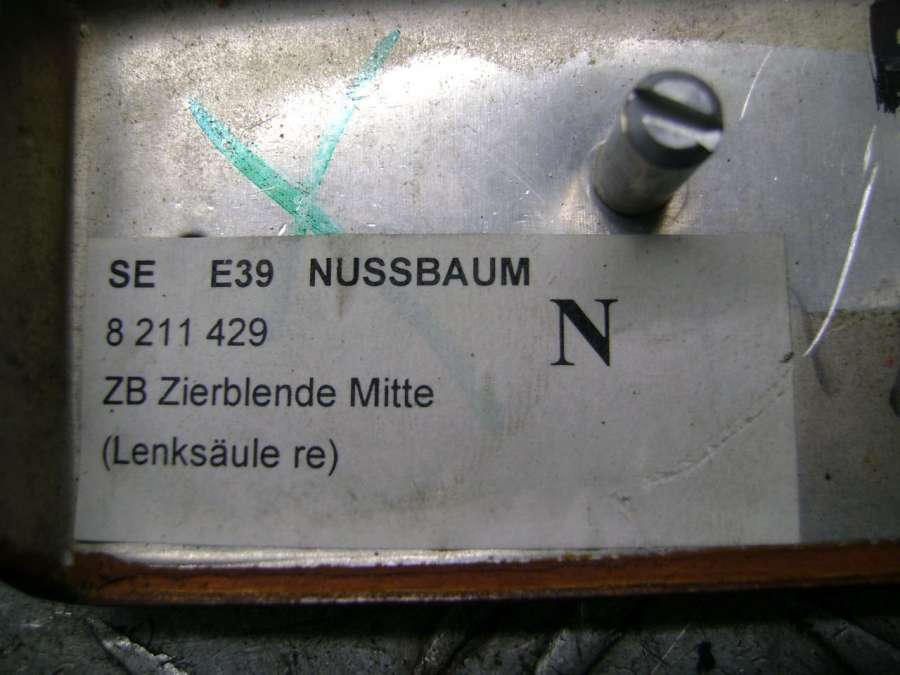 SE E39 NUSSBAUM
8 211 429 N
ZB Zierblende Mitte
(Lenksäule re)